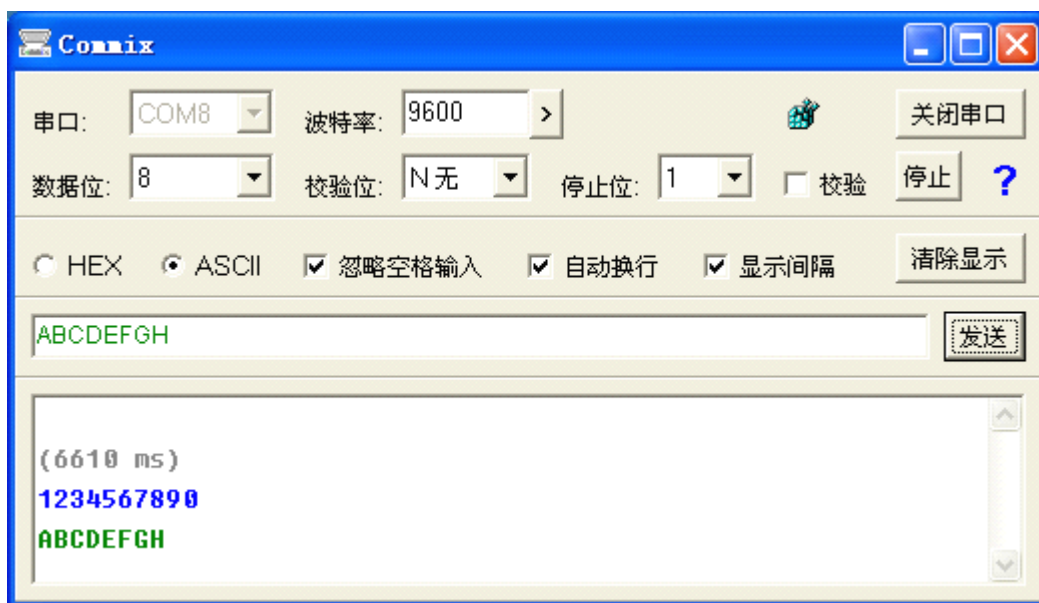 Commix
串口: COM8 波特率: 9600 > 关闭串口
数据位: 8 校验位: N 无 停止位: 1 校验 停止 ?
HEX ASCII 忽略空格输入 自动换行 显示间隔 清除显示
ABCDEFGH 发送
(6610 ms)
1234567890
ABCDEFGH